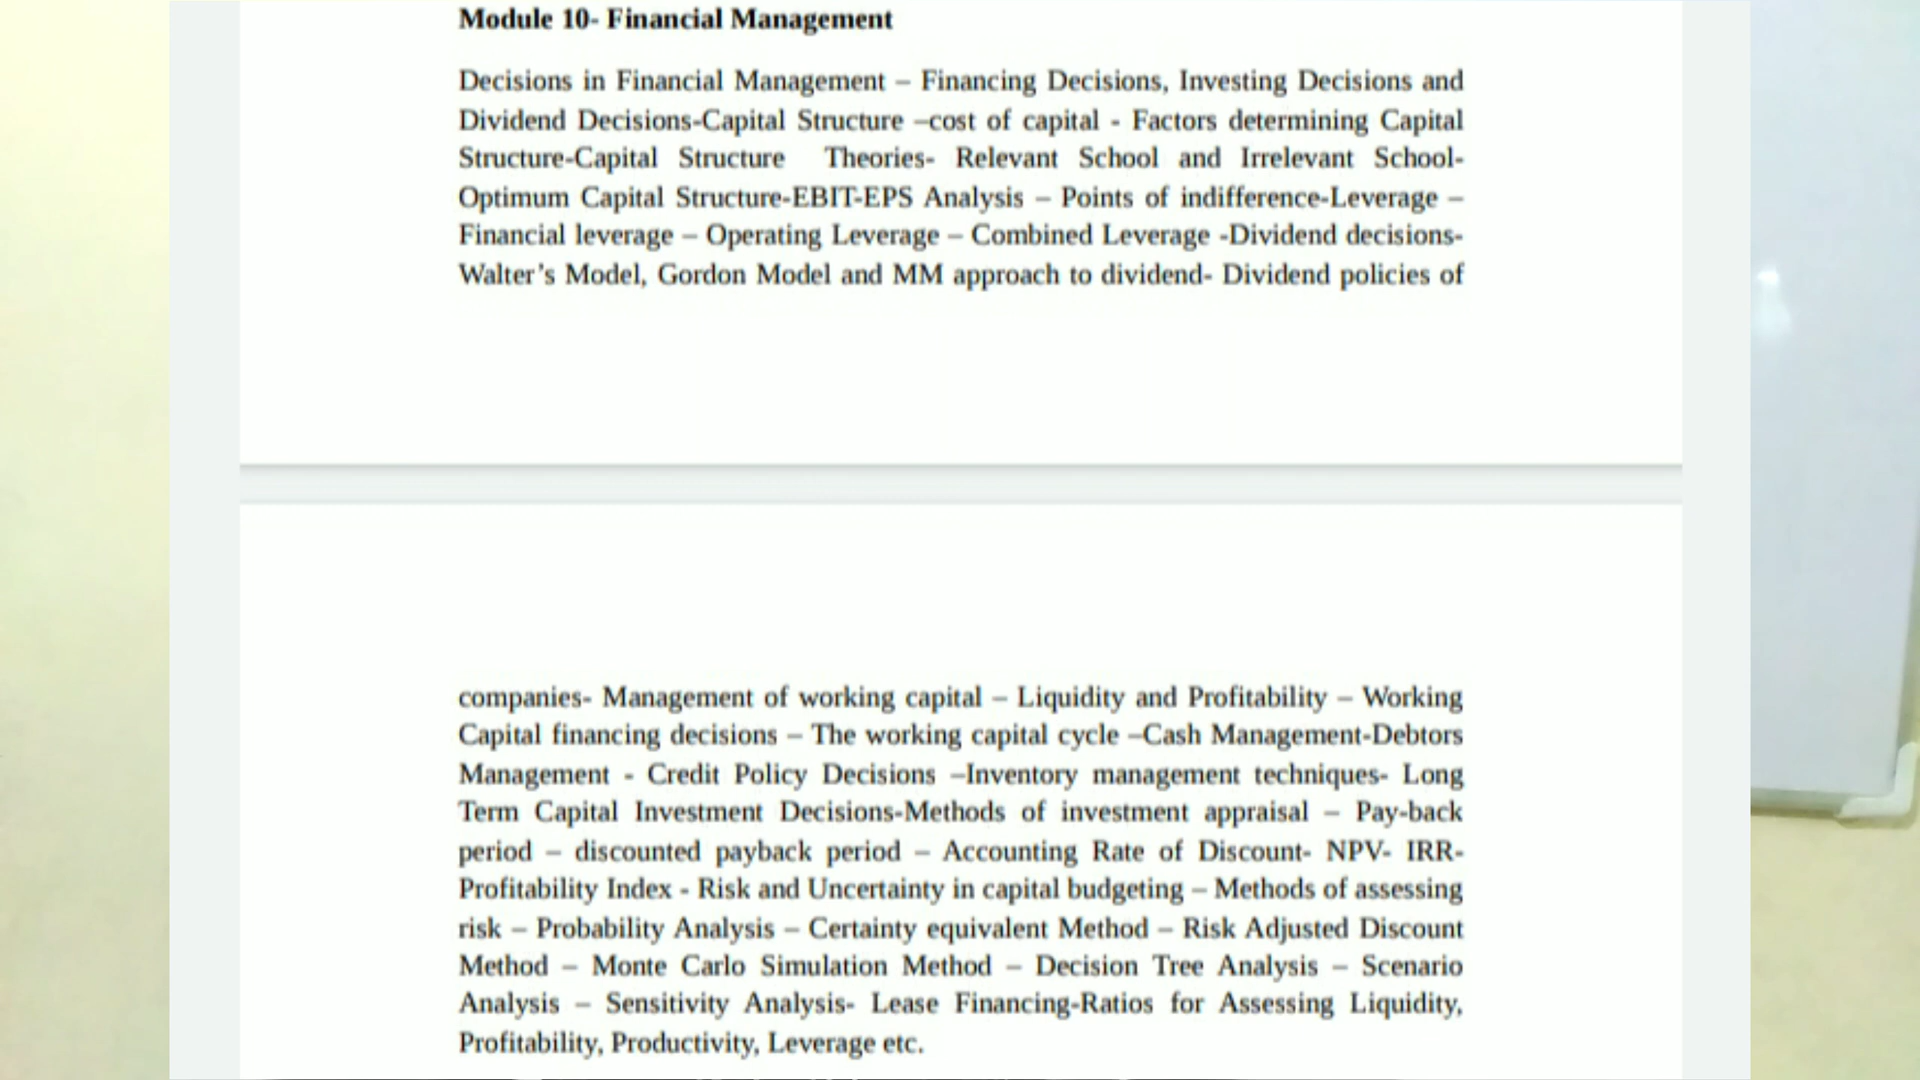 Module 10- Financial Management
Decisions in Financial Management – Financing Decisions, Investing Decisions and
Dividend Decisions-Capital Structure –cost of capital - Factors determining Capital
Structure-Capital Structure Theories- Relevant School and Irrelevant School-
Optimum Capital Structure-EBIT-EPS Analysis – Points of indifference-Leverage –
Financial leverage – Operating Leverage – Combined Leverage -Dividend decisions-
Walter’s Model, Gordon Model and MM approach to dividend- Dividend policies of
companies- Management of working capital – Liquidity and Profitability – Working
Capital financing decisions – The working capital cycle –Cash Management-Debtors
Management - Credit Policy Decisions –Inventory management techniques- Long
Term Capital Investment Decisions-Methods of investment appraisal – Pay-back
period – discounted payback period – Accounting Rate of Discount- NPV- IRR-
Profitability Index - Risk and Uncertainty in capital budgeting – Methods of assessing
risk – Probability Analysis – Certainty equivalent Method – Risk Adjusted Discount
Method – Monte Carlo Simulation Method – Decision Tree Analysis – Scenario
Analysis – Sensitivity Analysis- Lease Financing-Ratios for Assessing Liquidity,
Profitability, Productivity, Leverage etc.